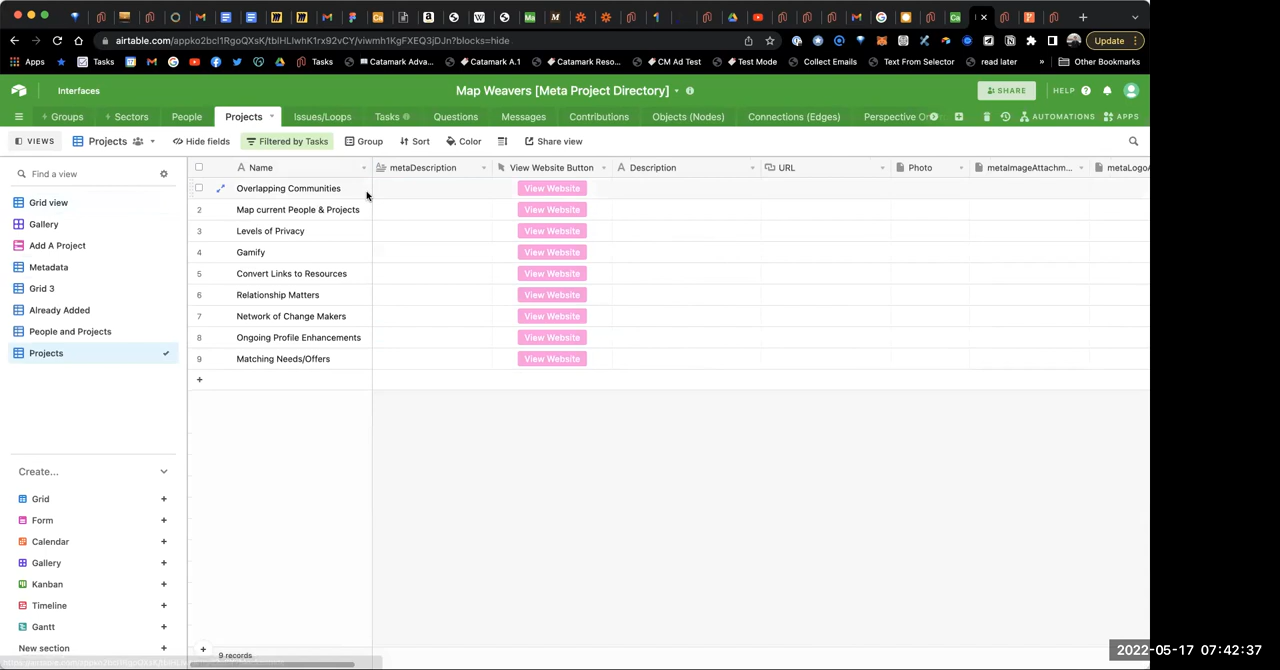 airtable.com/appko2bcl1RgoQXsK/tblHLIwhK1rx92vCY/viwmh1KgFXEQ3jDJn?blocks=hide
Update
Apps
Tasks
Tasks
Catamark Adva...
Catamark A.1
Catamark Reso...
CM Ad Test
Test Mode
Collect Emails
Text From Selector
read later
»
Other Bookmarks
Interfaces
Map Weavers [Meta Project Directory]
SHARE
HELP
+ Groups
+ Sectors
People
Projects
Issues/Loops
Tasks
Questions
Messages
Contributions
Objects (Nodes)
Connections (Edges)
Perspective On
AUTOMATIONS
APPS
VIEWS
Projects
Hide fields
Filtered by Tasks
Group
Sort
Color
Share view
Find a view
Grid view
Gallery
Add A Project
Metadata
Grid 3
Already Added
People and Projects
Projects
Create...
Grid +
Form +
Calendar +
Gallery +
Kanban +
Timeline +
Gantt +
New section +
Name metaDescription View Website Button Description URL Photo metaImageAttachm... metaLogoA
Overlapping Communities View Website
2 Map current People & Projects View Website
3 Levels of Privacy View Website
4 Gamify View Website
5 Convert Links to Resources View Website
6 Relationship Matters View Website
7 Network of Change Makers View Website
8 Ongoing Profile Enhancements View Website
9 Matching Needs/Offers View Website
+
+ 9 records
2022-05-17 07:42:37